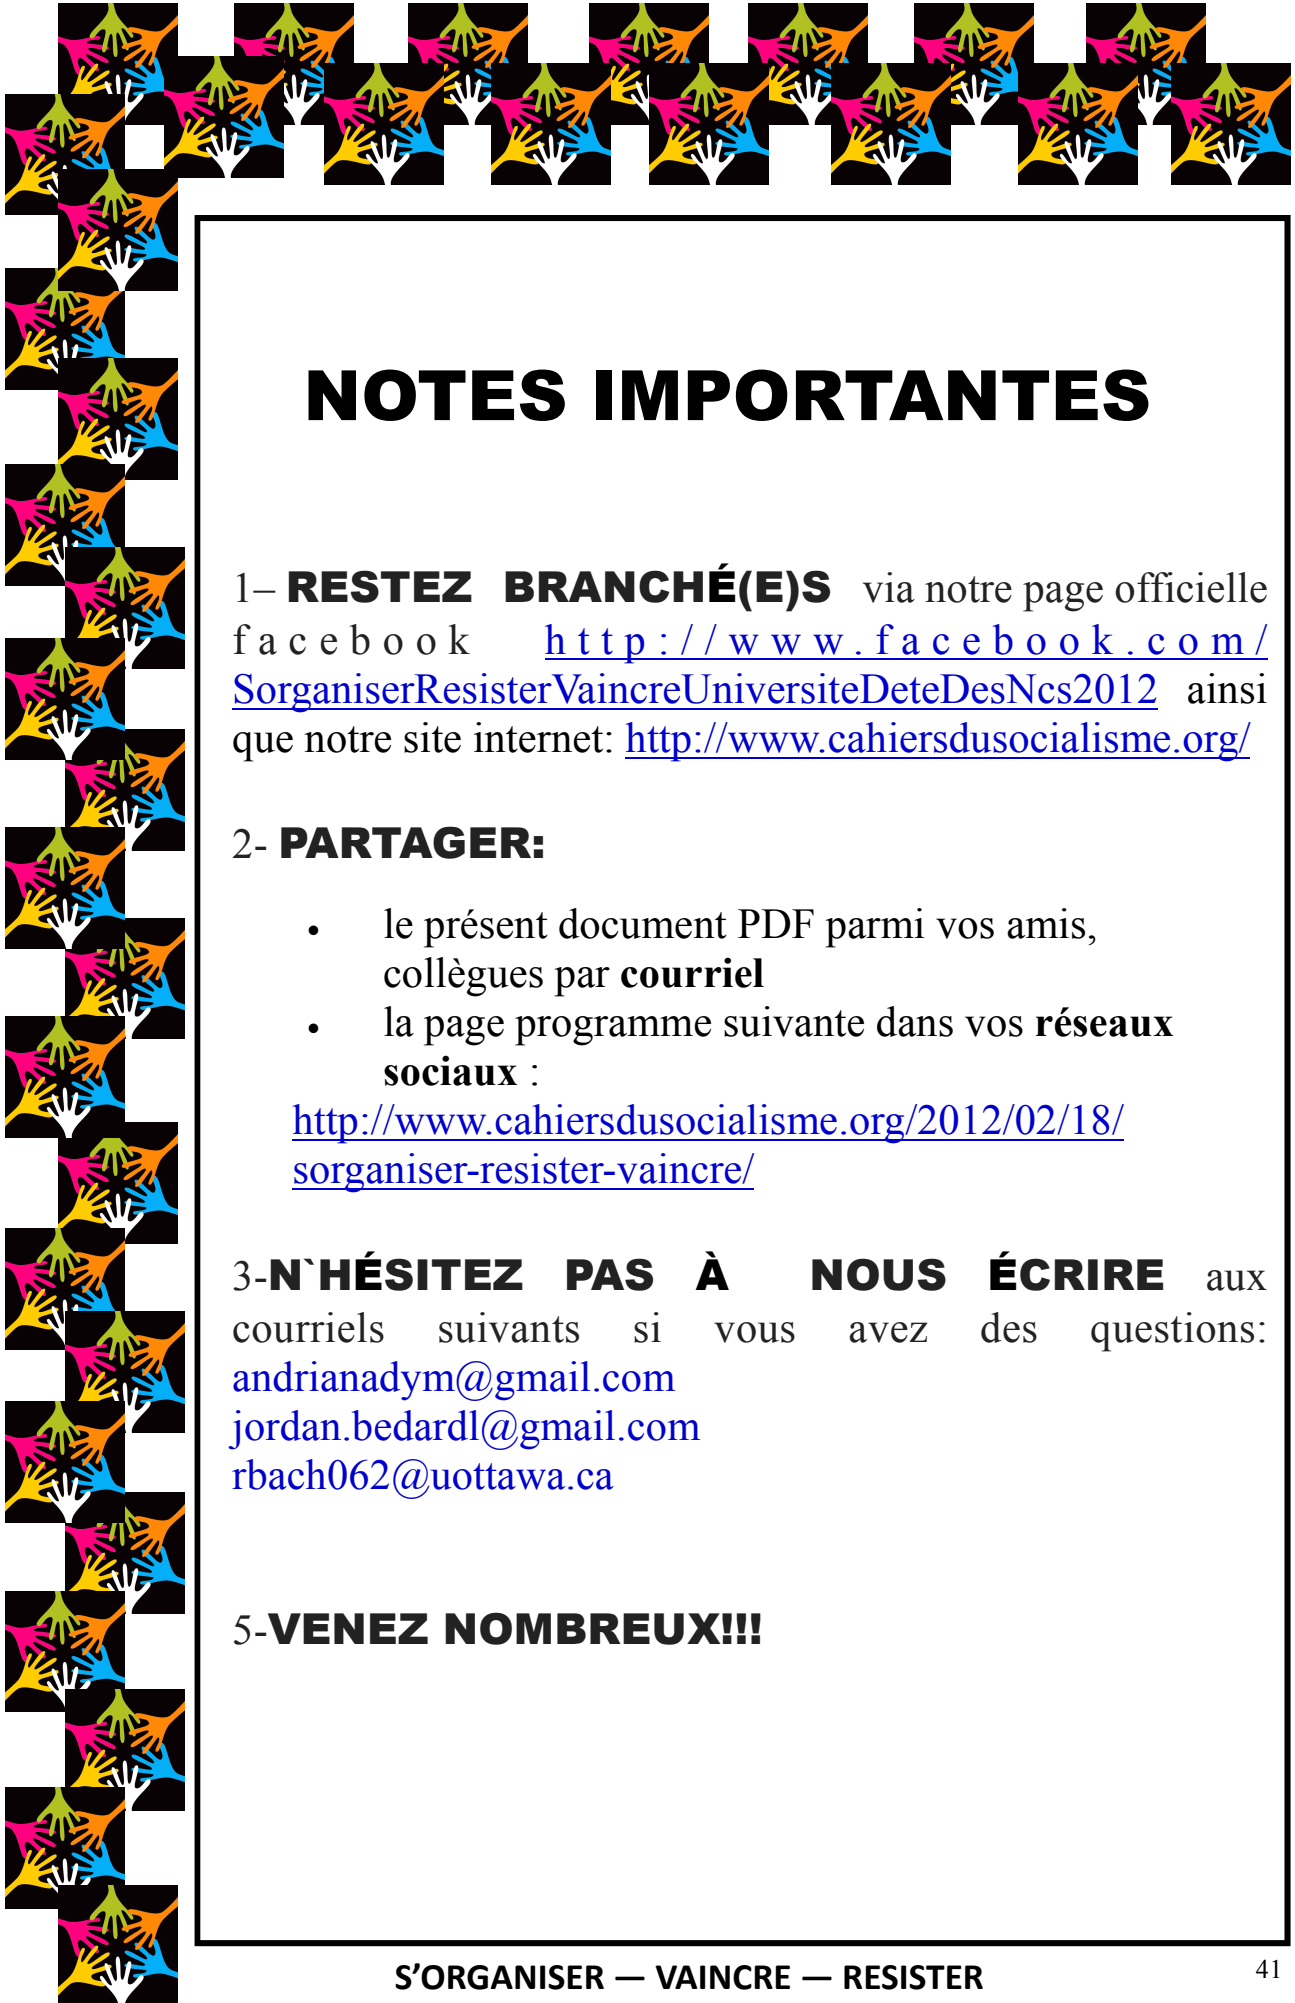 NOTES IMPORTANTES
1– RESTEZ BRANCHÉ(E)S via notre page officielle
facebook http://www.facebook.com/
SorganiserResisterVaincreUniversiteDeteDesNcs2012 ainsi
que notre site internet: http://www.cahiersdusocialisme.org/
2- PARTAGER:
• le présent document PDF parmi vos amis,
collègues par courriel
• la page programme suivante dans vos réseaux
sociaux :
http://www.cahiersdusocialisme.org/2012/02/18/
sorganiser-resister-vaincre/
3-N`HÉSITEZ PAS À NOUS ÉCRIRE aux
courriels suivants si vous avez des questions:
andrianadym@gmail.com
jordan.bedardl@gmail.com
rbach062@uottawa.ca
5-VENEZ NOMBREUX!!!
S’ORGANISER — VAINCRE — RESISTER
41